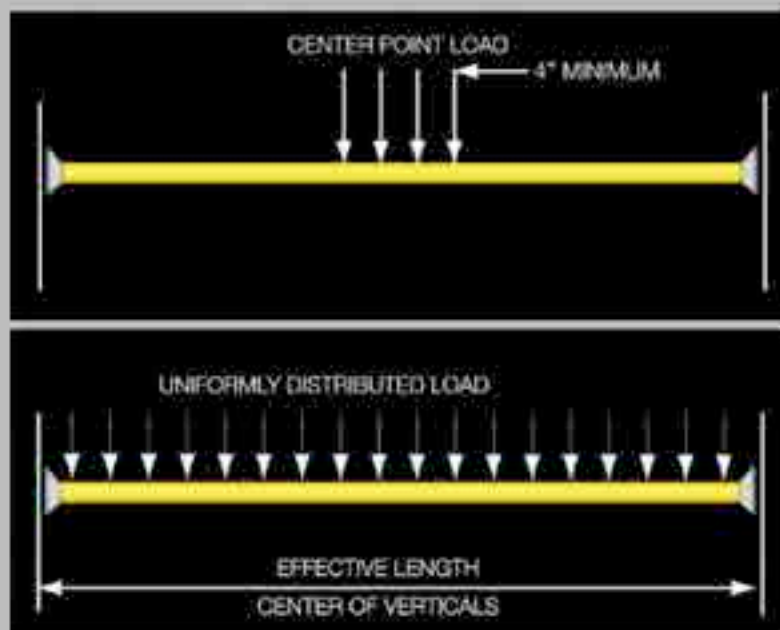 CENTER POINT LOAD
4" MINIMUM
UNIFORMLY DISTRIBUTED LOAD
EFFECTIVE LENGTH
CENTER OF VERTICALS